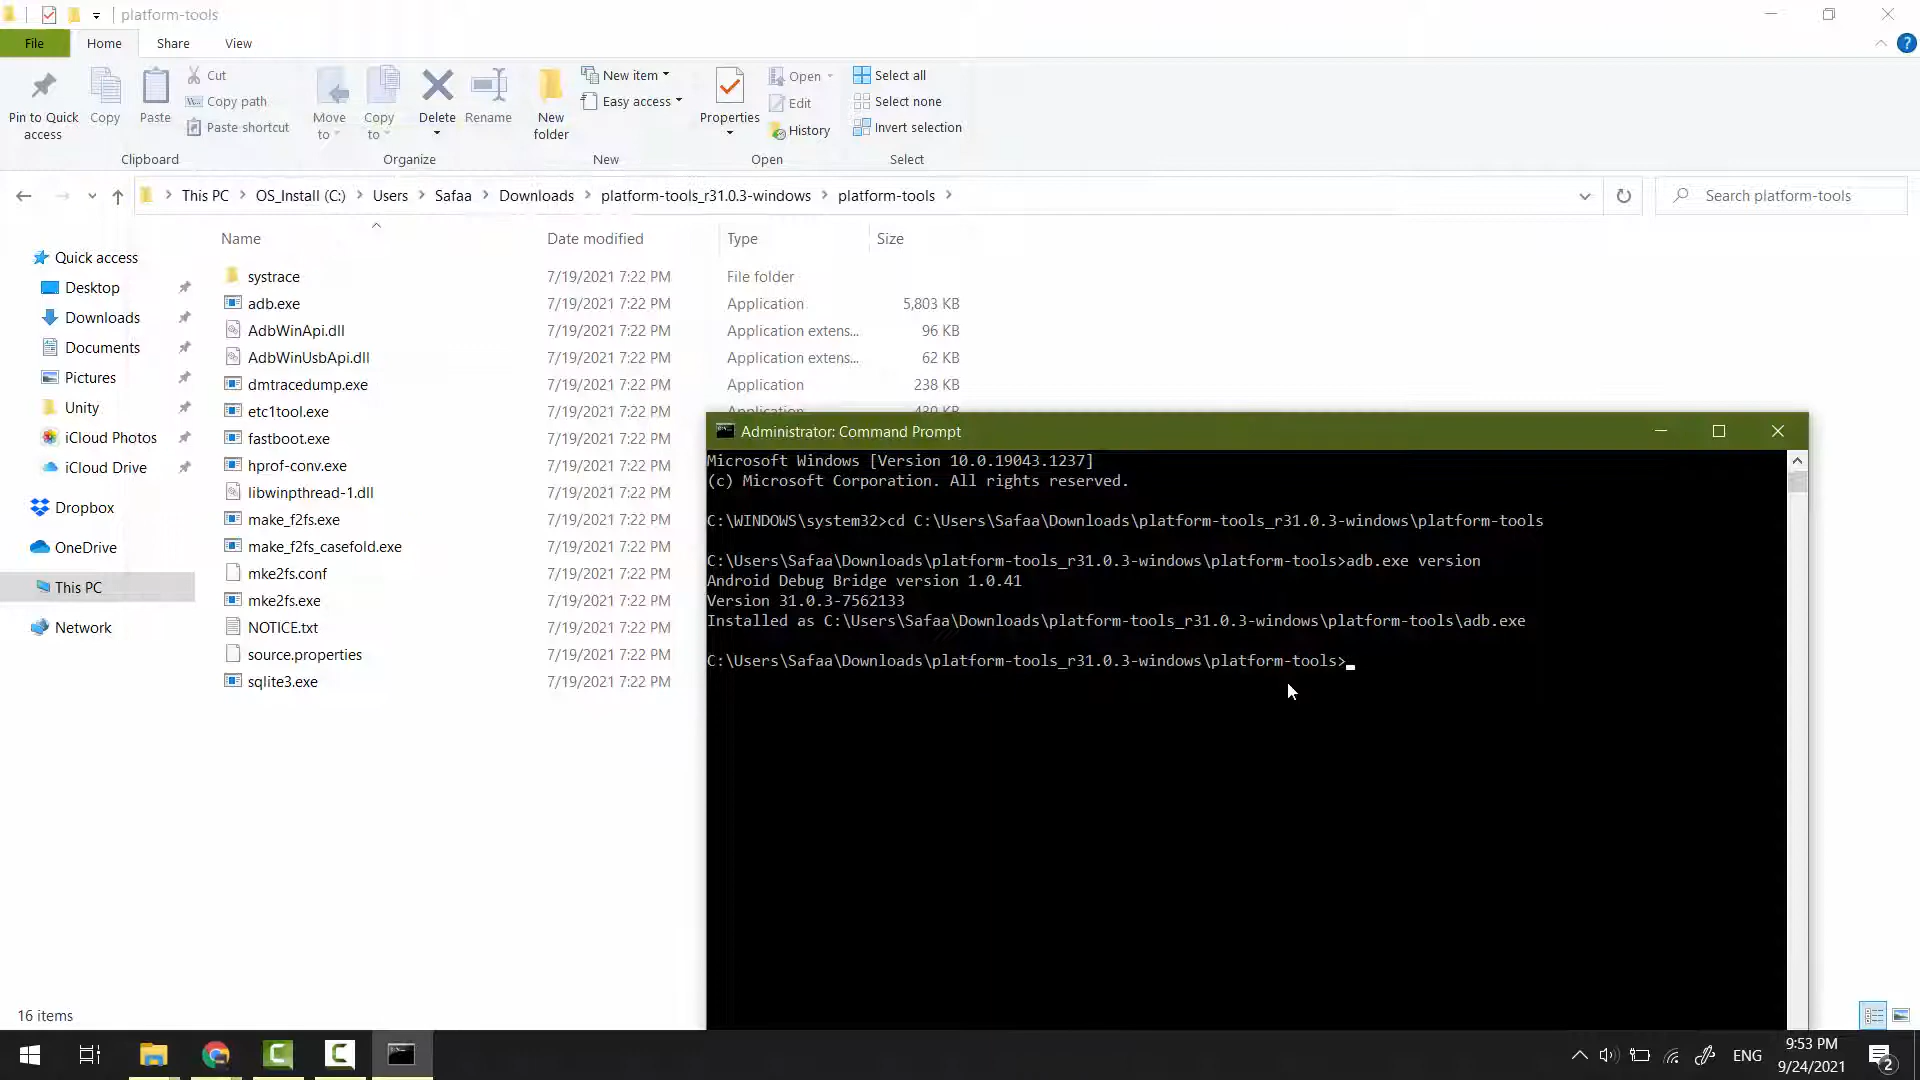 platform-tools
File Home Share View
Pin to Quick access
Copy
Paste
Cut
Copy path
Paste shortcut
Clipboard
Move to
Copy to
Delete
Rename
Organize
New folder
New item
Easy access
New
Properties
Open
Edit
History
Open
Select all
Select none
Invert selection
Select
This PC > OS_Install (C:) > Users > Safaa > Downloads > platform-tools_r31.0.3-windows > platform-tools >
Search platform-tools
Quick access
Desktop
Downloads
Documents
Pictures
Unity
iCloud Photos
iCloud Drive
Dropbox
OneDrive
This PC
Network
Name Date modified Type Size
systrace 7/19/2021 7:22 PM File folder
adb.exe 7/19/2021 7:22 PM Application 5,803 KB
AdbWinApi.dll 7/19/2021 7:22 PM Application extens... 96 KB
AdbWinUsbApi.dll 7/19/2021 7:22 PM Application extens... 62 KB
dmtracedump.exe 7/19/2021 7:22 PM Application 238 KB
etc1tool.exe 7/19/2021 7:22 PM Application KB
fastboot.exe 7/19/2021 7:22 PM
hprof-conv.exe 7/19/2021 7:22 PM
libwinpthread-1.dll 7/19/2021 7:22 PM
make_f2fs.exe 7/19/2021 7:22 PM
make_f2fs_casefold.exe 7/19/2021 7:22 PM
mke2fs.conf 7/19/2021 7:22 PM
mke2fs.exe 7/19/2021 7:22 PM
NOTICE.txt 7/19/2021 7:22 PM
source.properties 7/19/2021 7:22 PM
sqlite3.exe 7/19/2021 7:22 PM
Administrator: Command Prompt
Microsoft Windows [Version 10.0.19043.1237]
(c) Microsoft Corporation. All rights reserved.
C:\WINDOWS\system32>cd C:\Users\Safaa\Downloads\platform-tools_r31.0.3-windows\platform-tools
C:\Users\Safaa\Downloads\platform-tools_r31.0.3-windows\platform-tools>adb.exe version
Android Debug Bridge version 1.0.41
Version 31.0.3-7562133
Installed as C:\Users\Safaa\Downloads\platform-tools_r31.0.3-windows\platform-tools\adb.exe
C:\Users\Safaa\Downloads\platform-tools_r31.0.3-windows\platform-tools>
16 items
ENG
9:53 PM
9/24/2021
2